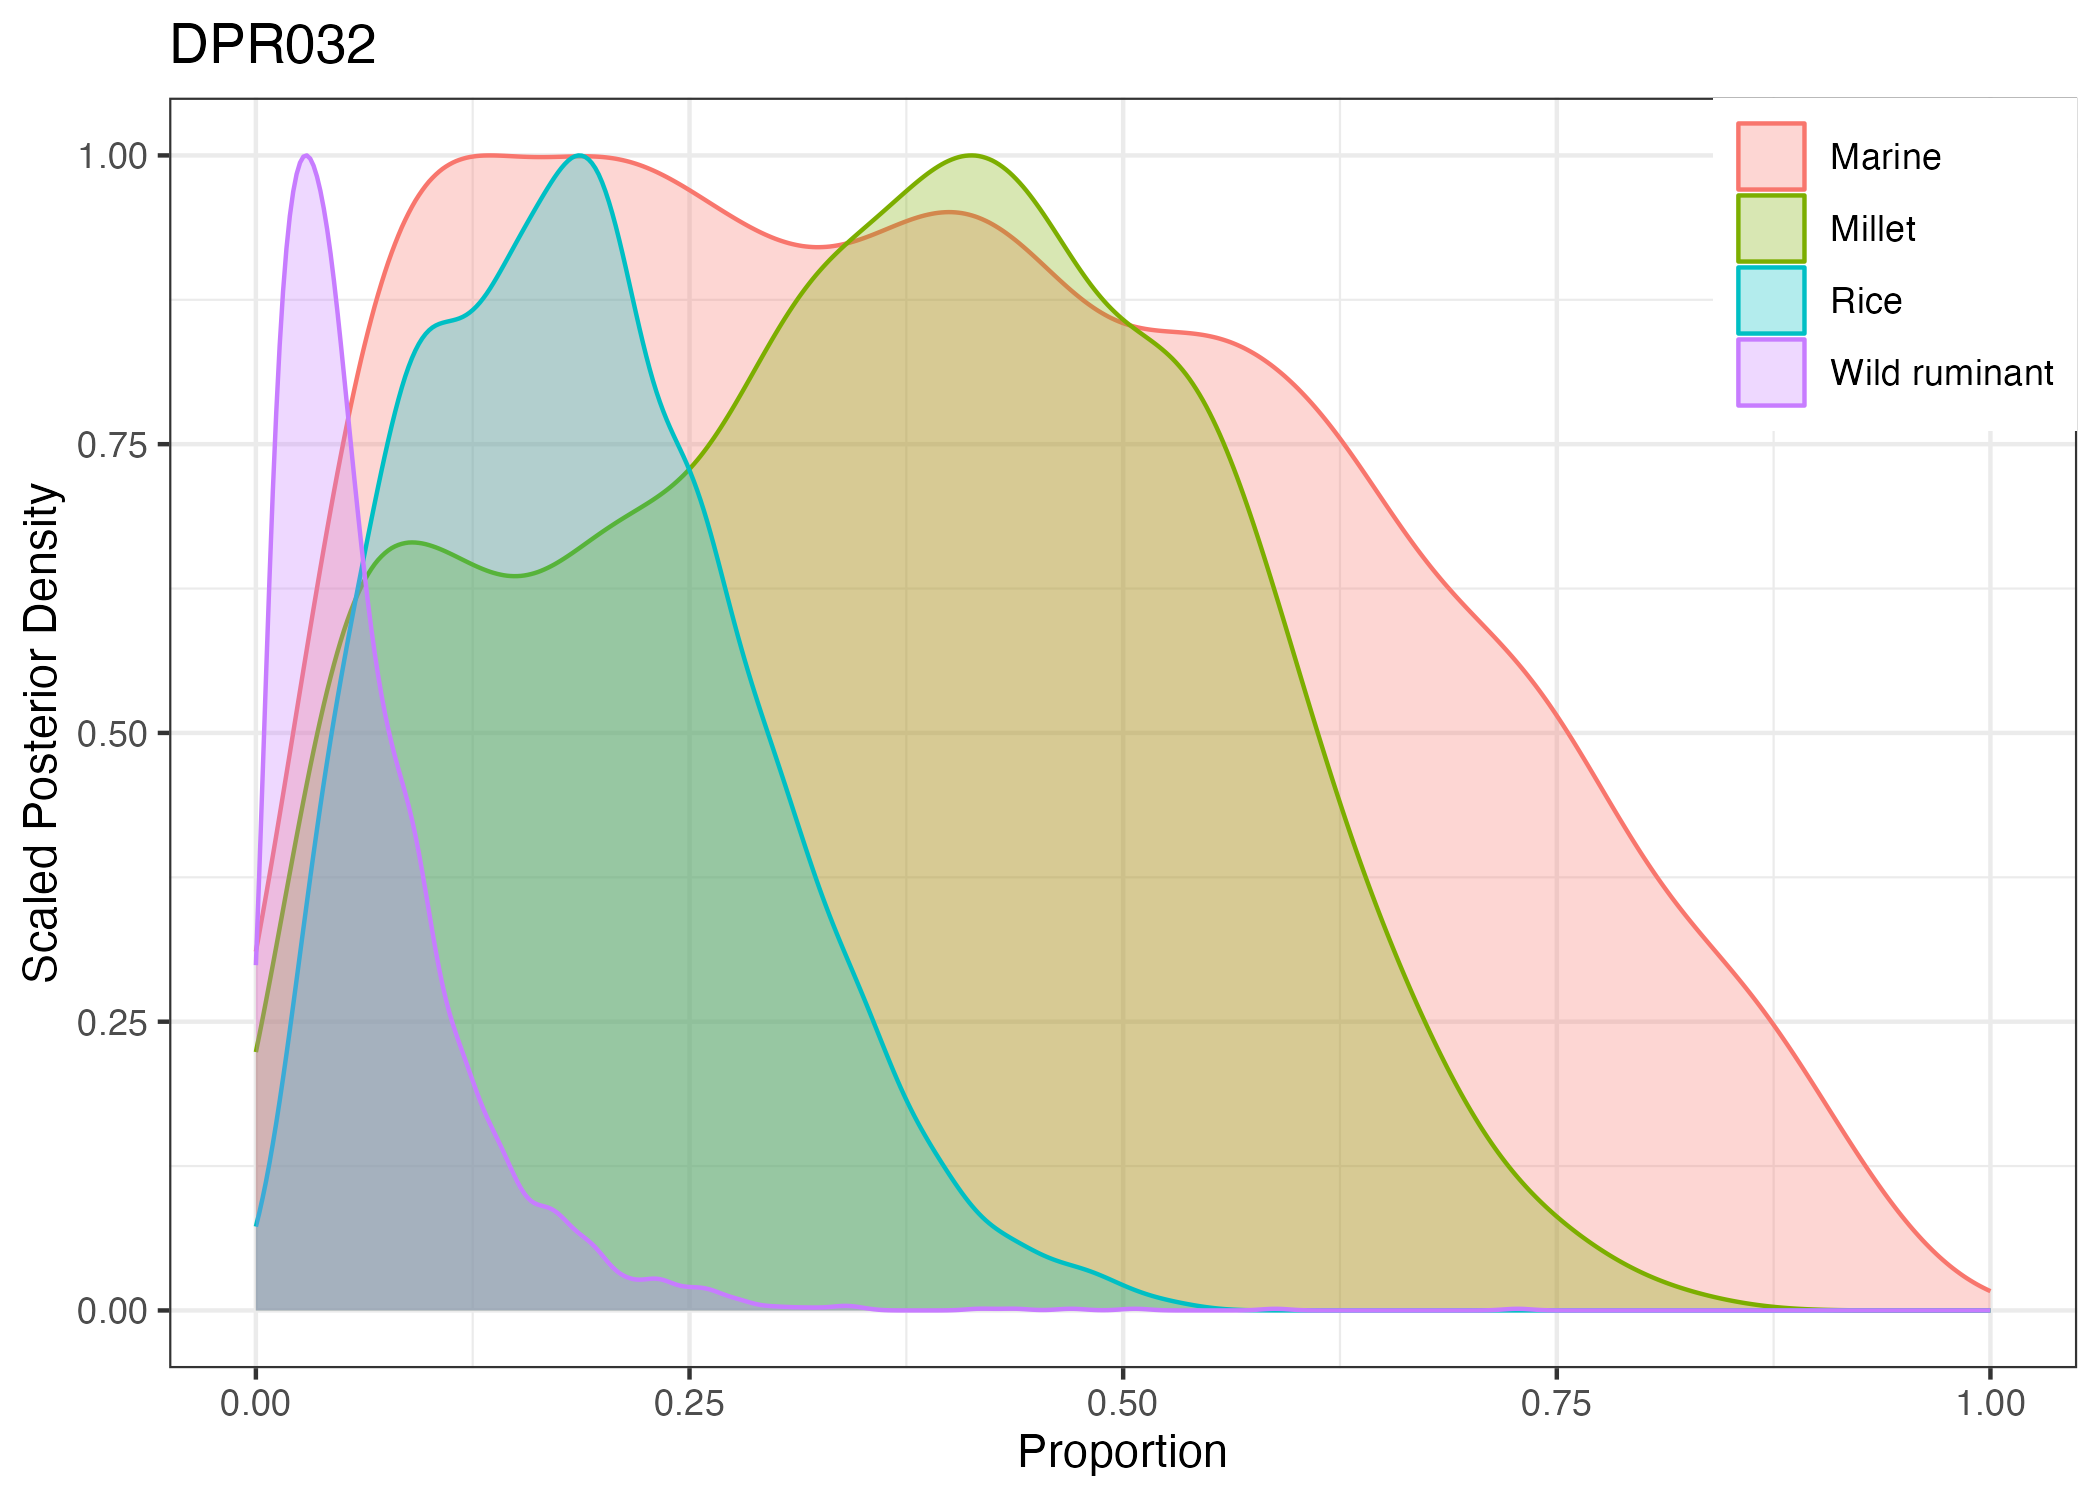 DPR032
Marine
Millet
Rice
Wild ruminant
1.00
0.75
0.50
0.25
0.00
Scaled Posterior Density
0.00 0.25 0.50 0.75 1.00
Proportion